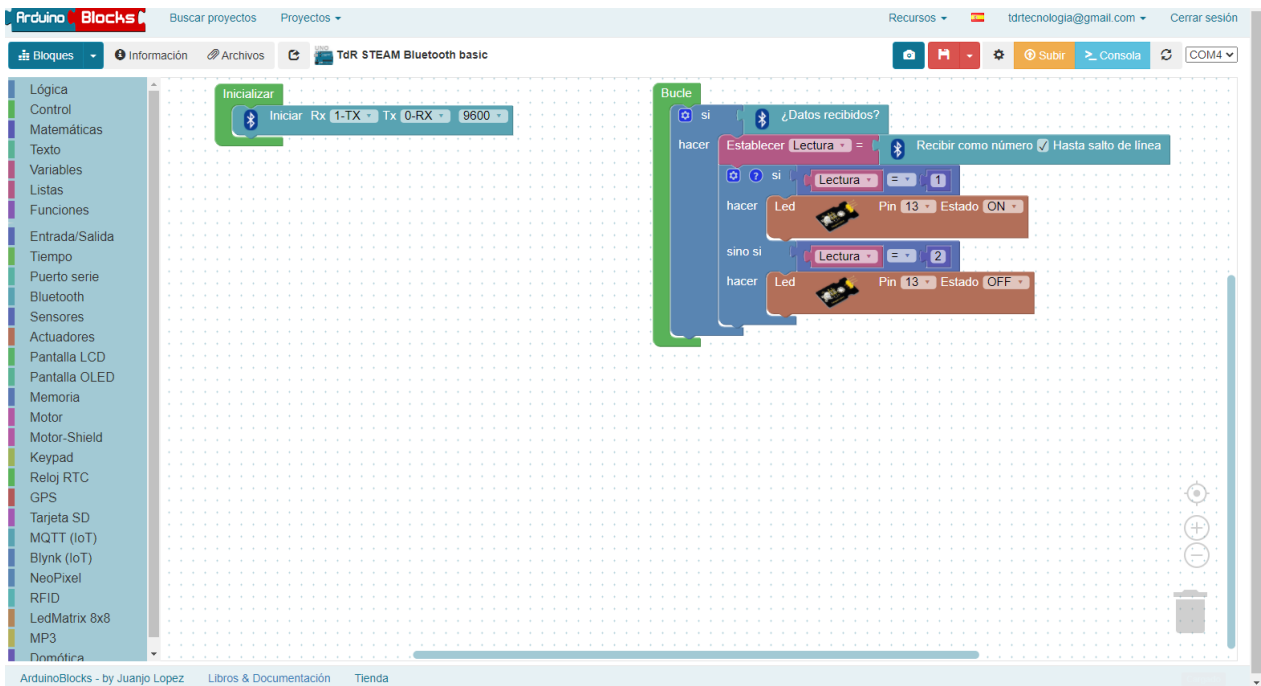 Arduino Blocks Buscar proyectos Proyectos Recursos tdrtecnologia@gmail.com Cerrar sesión
Bloques Información Archivos UNO TdR STEAM Bluetooth basic Subir >_ Consola COM4
Lógica
Control
Matemáticas
Texto
Variables
Listas
Funciones
Entrada/Salida
Tiempo
Puerto serie
Bluetooth
Sensores
Actuadores
Pantalla LCD
Pantalla OLED
Memoria
Motor
Motor-Shield
Keypad
Reloj RTC
GPS
Tarjeta SD
MQTT (IoT)
Blynk (IoT)
NeoPixel
RFID
LedMatrix 8x8
MP3
Domótica
Inicializar
Iniciar Rx 1-TX Tx 0-RX 9600
Bucle
si ¿Datos recibidos?
hacer Establecer Lectura = Recibir como número Hasta salto de línea
si Lectura = 1
hacer Led Pin 13 Estado ON
sino si Lectura = 2
hacer Led Pin 13 Estado OFF
ArduinoBlocks - by Juanjo Lopez Libros & Documentación Tienda